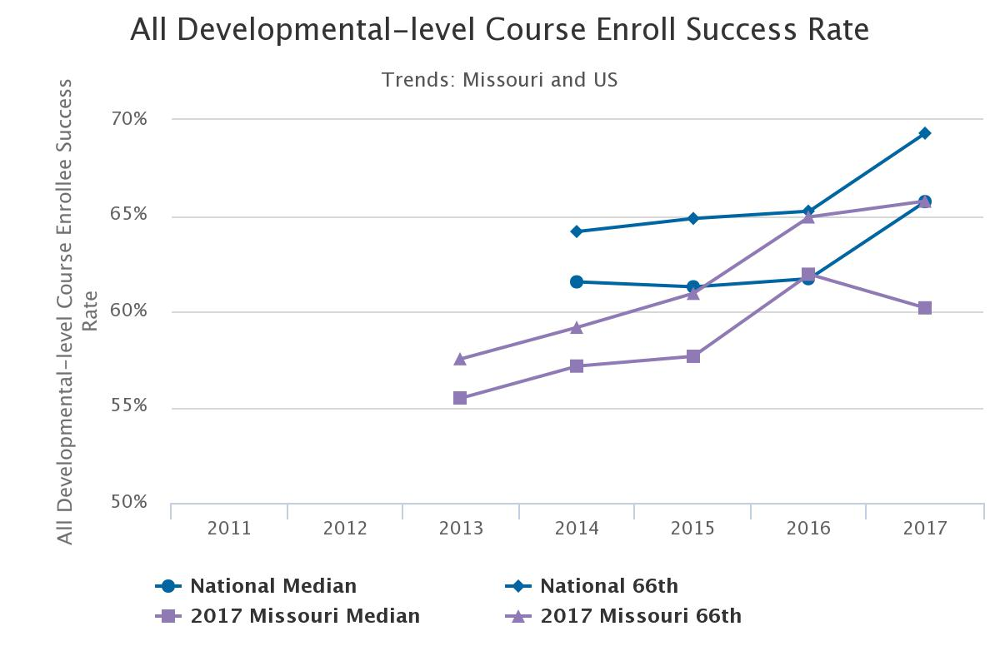 All Developmental-level Course Enroll Success Rate
Trends: Missouri and US
All Developmental-level Course Enrollee Success
Rate
70%
65%
60%
55%
50%
2011 2012 2013 2014 2015 2016 2017
National Median National 66th
2017 Missouri Median 2017 Missouri 66th